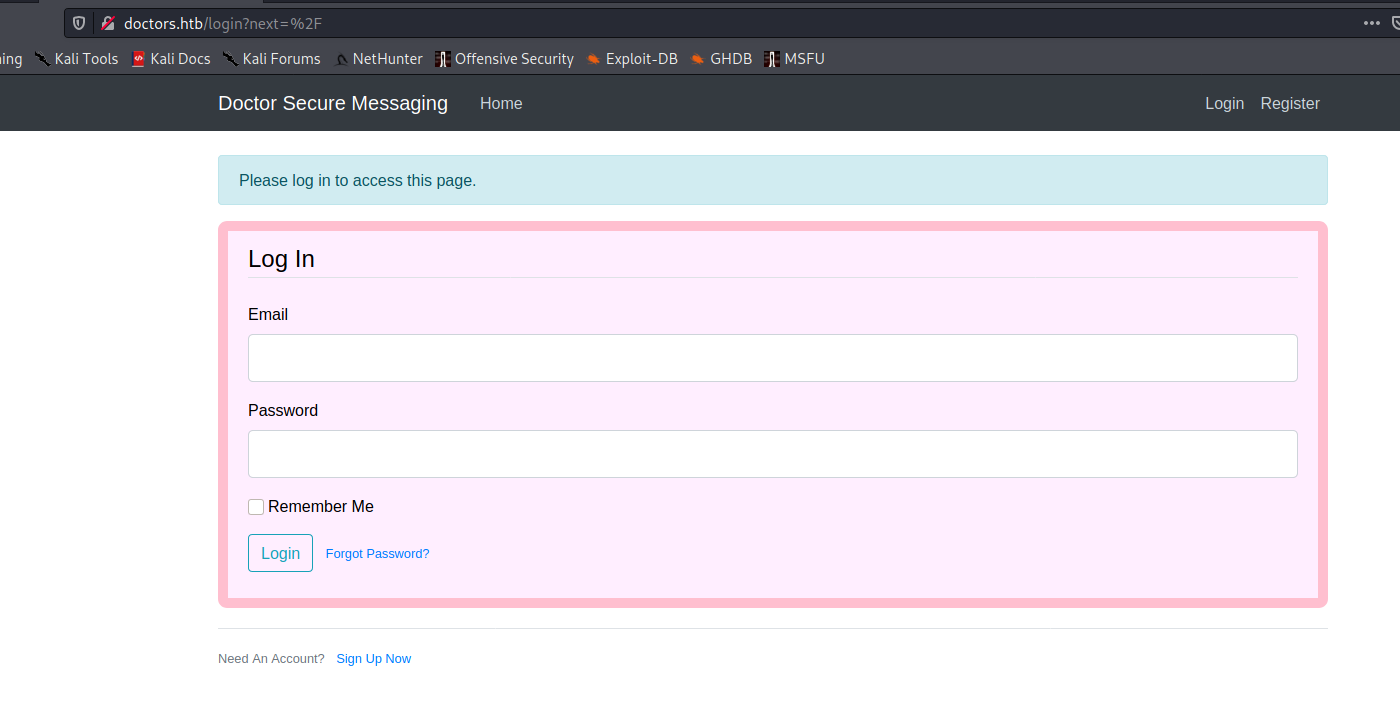 doctors.htb/login?next=%2F
Kali Tools Kali Docs Kali Forums NetHunter Offensive Security Exploit-DB GHDB MSFU
Doctor Secure Messaging Home Login Register
Please log in to access this page.
Log In
Email
Password
Remember Me
Login Forgot Password?
Need An Account? Sign Up Now